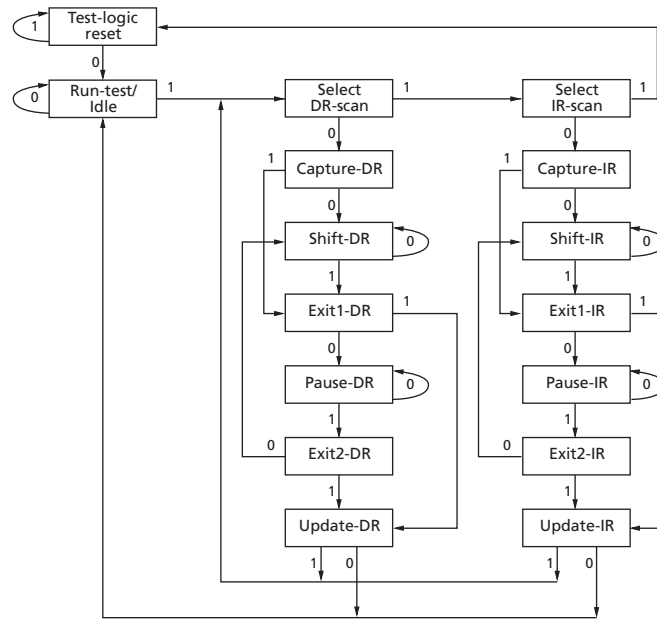 Test-logic
reset
1
0
Run-test/
Idle
0
1
Select
DR-scan
1
Select
IR-scan
1
0
0
1
Capture-DR
1
Capture-IR
0
0
Shift-DR
0
Shift-IR
0
1
1
Exit1-DR
1
Exit1-IR
1
0
0
Pause-DR
0
Pause-IR
0
1
1
0
Exit2-DR
0
Exit2-IR
1
1
Update-DR
Update-IR
1
0
1
0